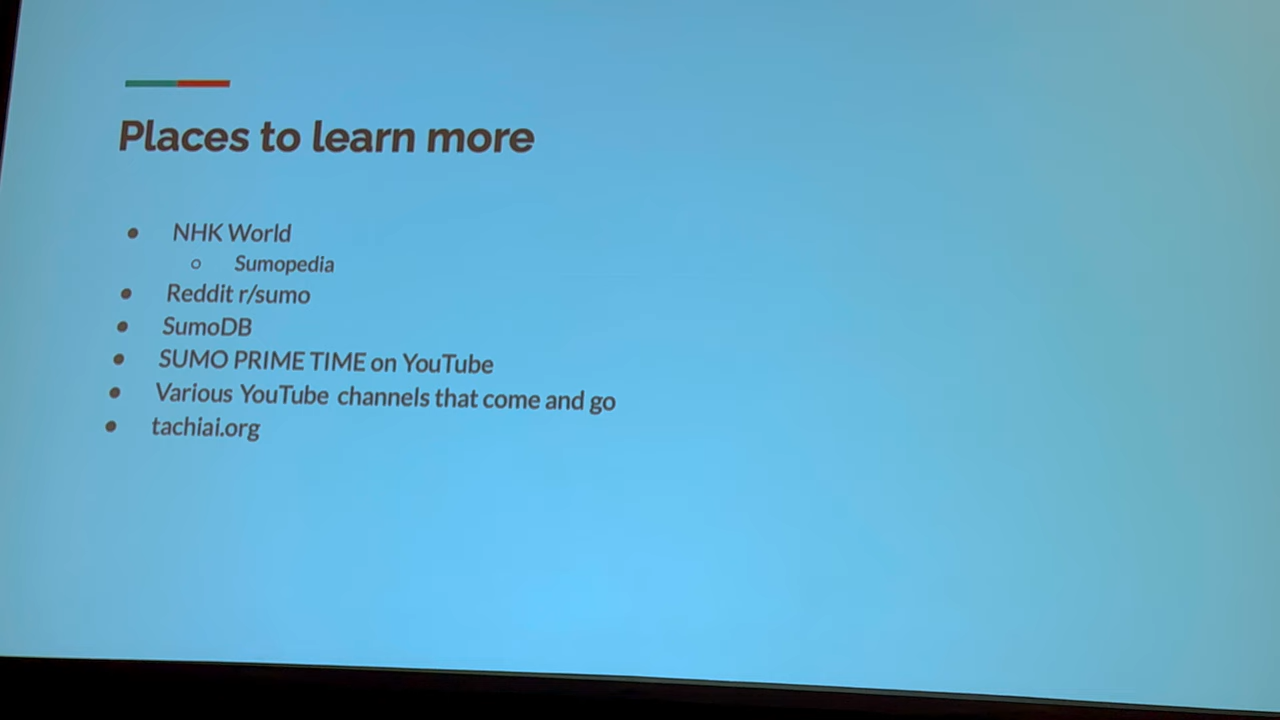 Places to learn more
NHK World
Sumopedia
Reddit r/sumo
SumoDB
SUMO PRIME TIME on YouTube
Various YouTube channels that come and go
tachiai.org